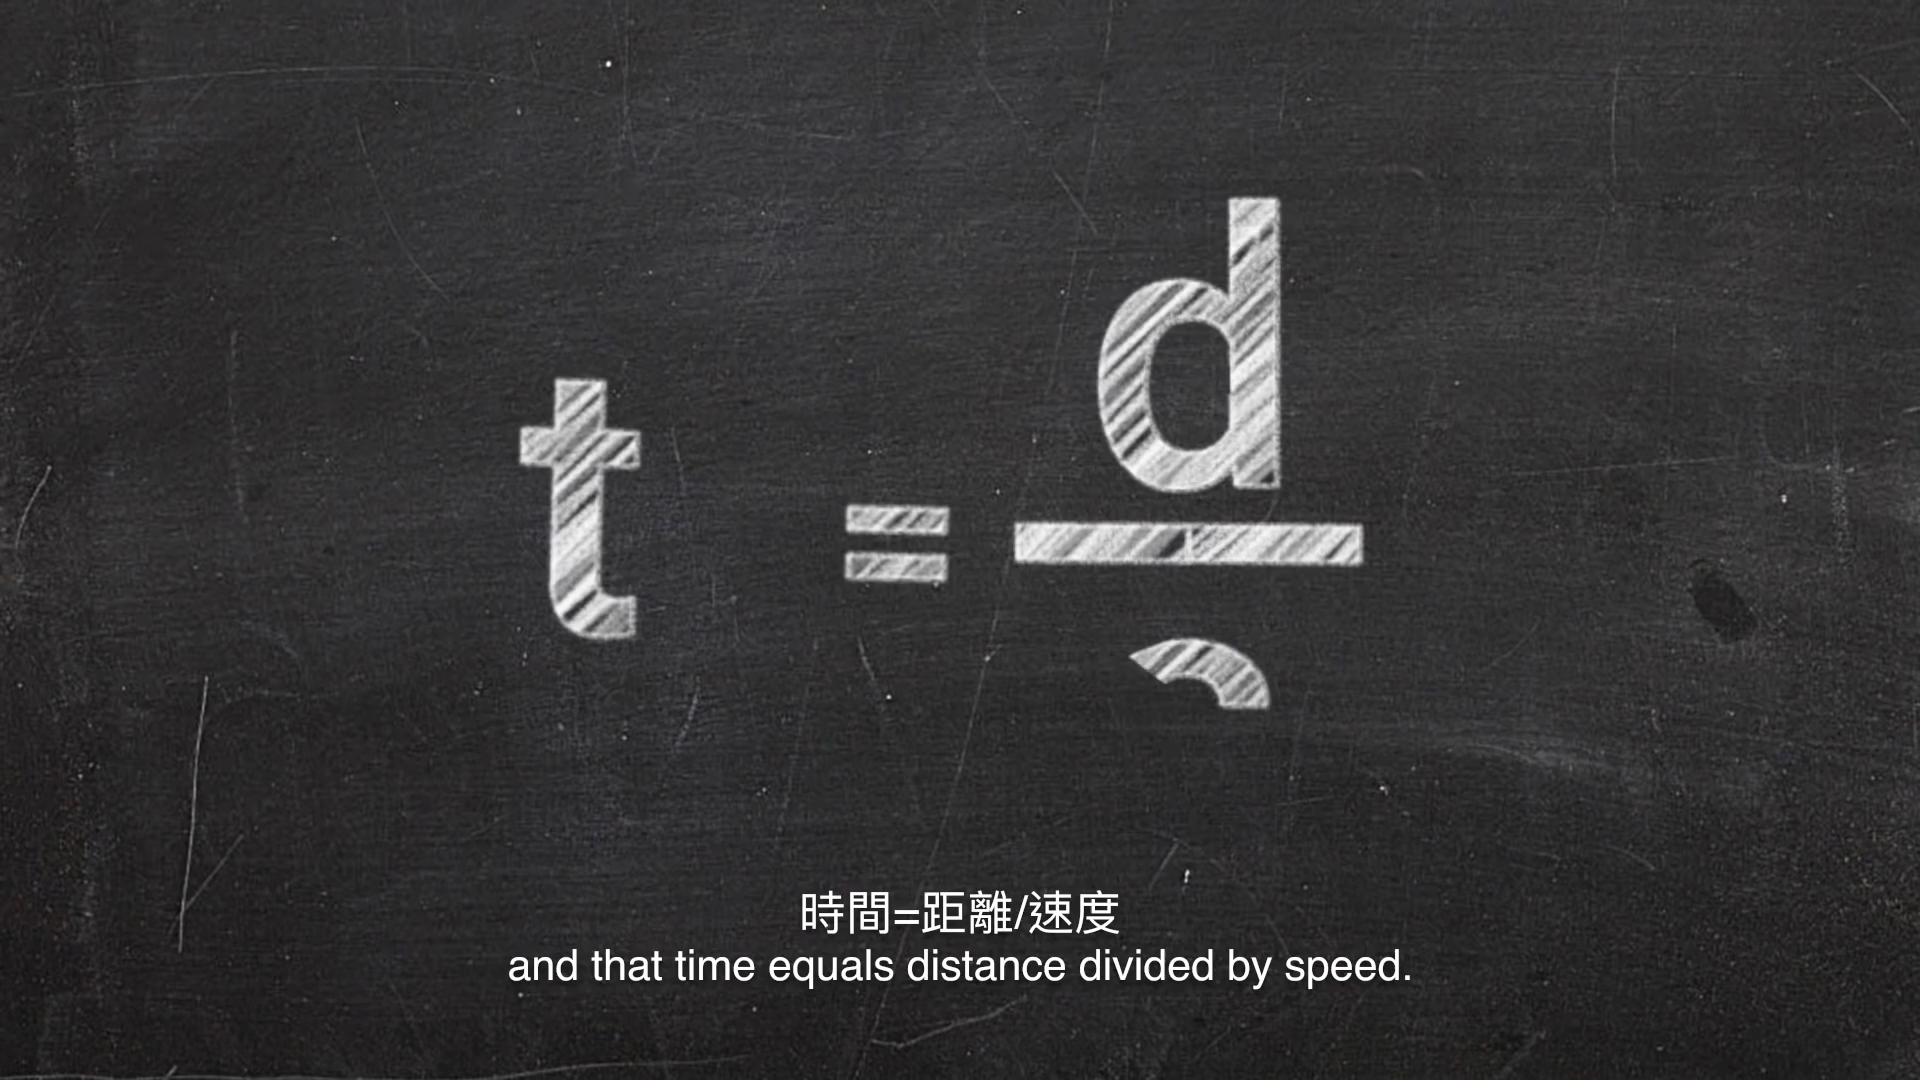 t = d
時間=距離/速度
and that time equals distance divided by speed.